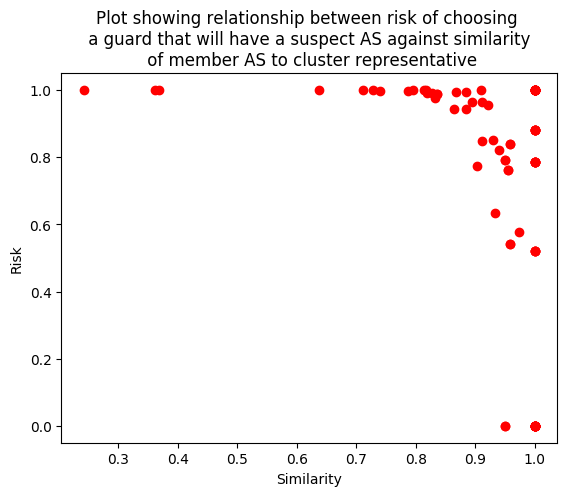 Plot showing relationship between risk of choosing
a guard that will have a suspect AS against similarity
of member AS to cluster representative
1.0
0.8
0.6
0.4
0.2
0.0
Risk
0.3 0.4 0.5 0.6 0.7 0.8 0.9 1.0
Similarity